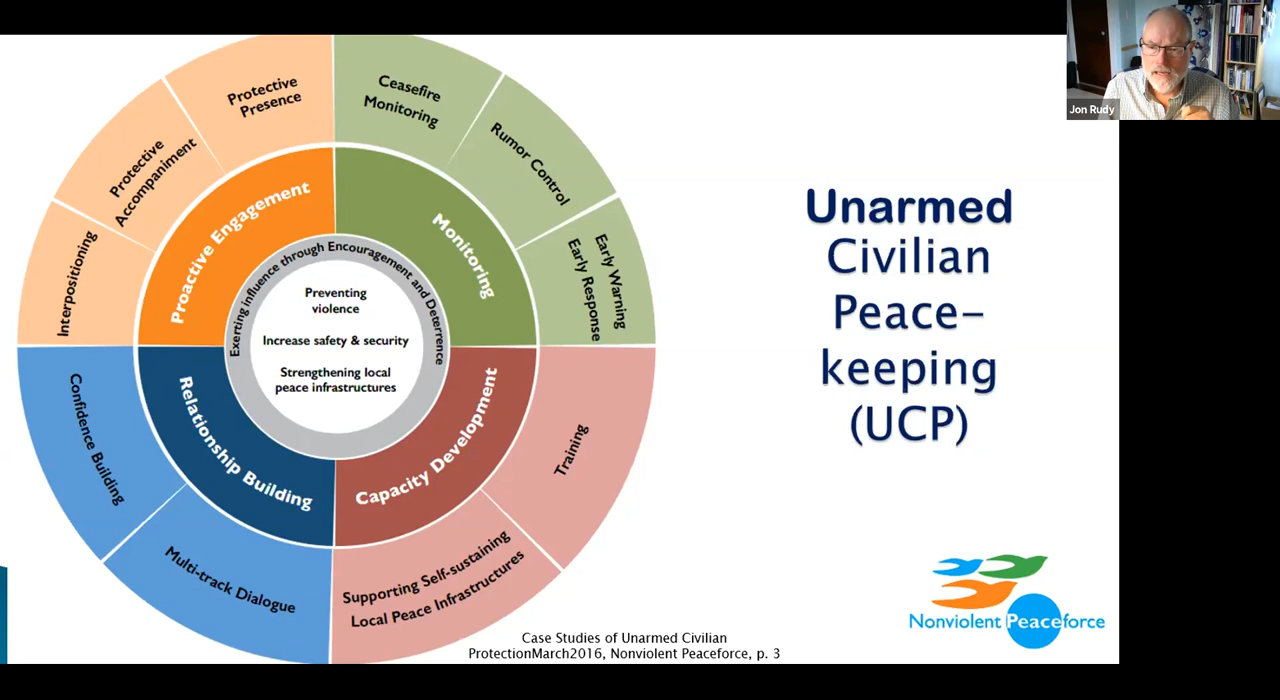 Jon Rudy
Protective
Presence
Ceasefire
Monitoring
Protective
Accompaniment
Rumor Control
Interpositioning
Early Warning
Early Response
Proactive Engagement
Monitoring
Exerting influence through Encouragement and Deterrence
Preventing
violence
Increase safety & security
Strengthening local
peace infrastructures
Relationship Building
Capacity Development
Confidence Building
Training
Multi-track Dialogue
Supporting Self-sustaining
Local Peace Infrastructures
Unarmed
Civilian
Peace-
keeping
(UCP)
Nonviolent Peaceforce
Case Studies of Unarmed Civilian
ProtectionMarch2016, Nonviolent Peaceforce, p. 3